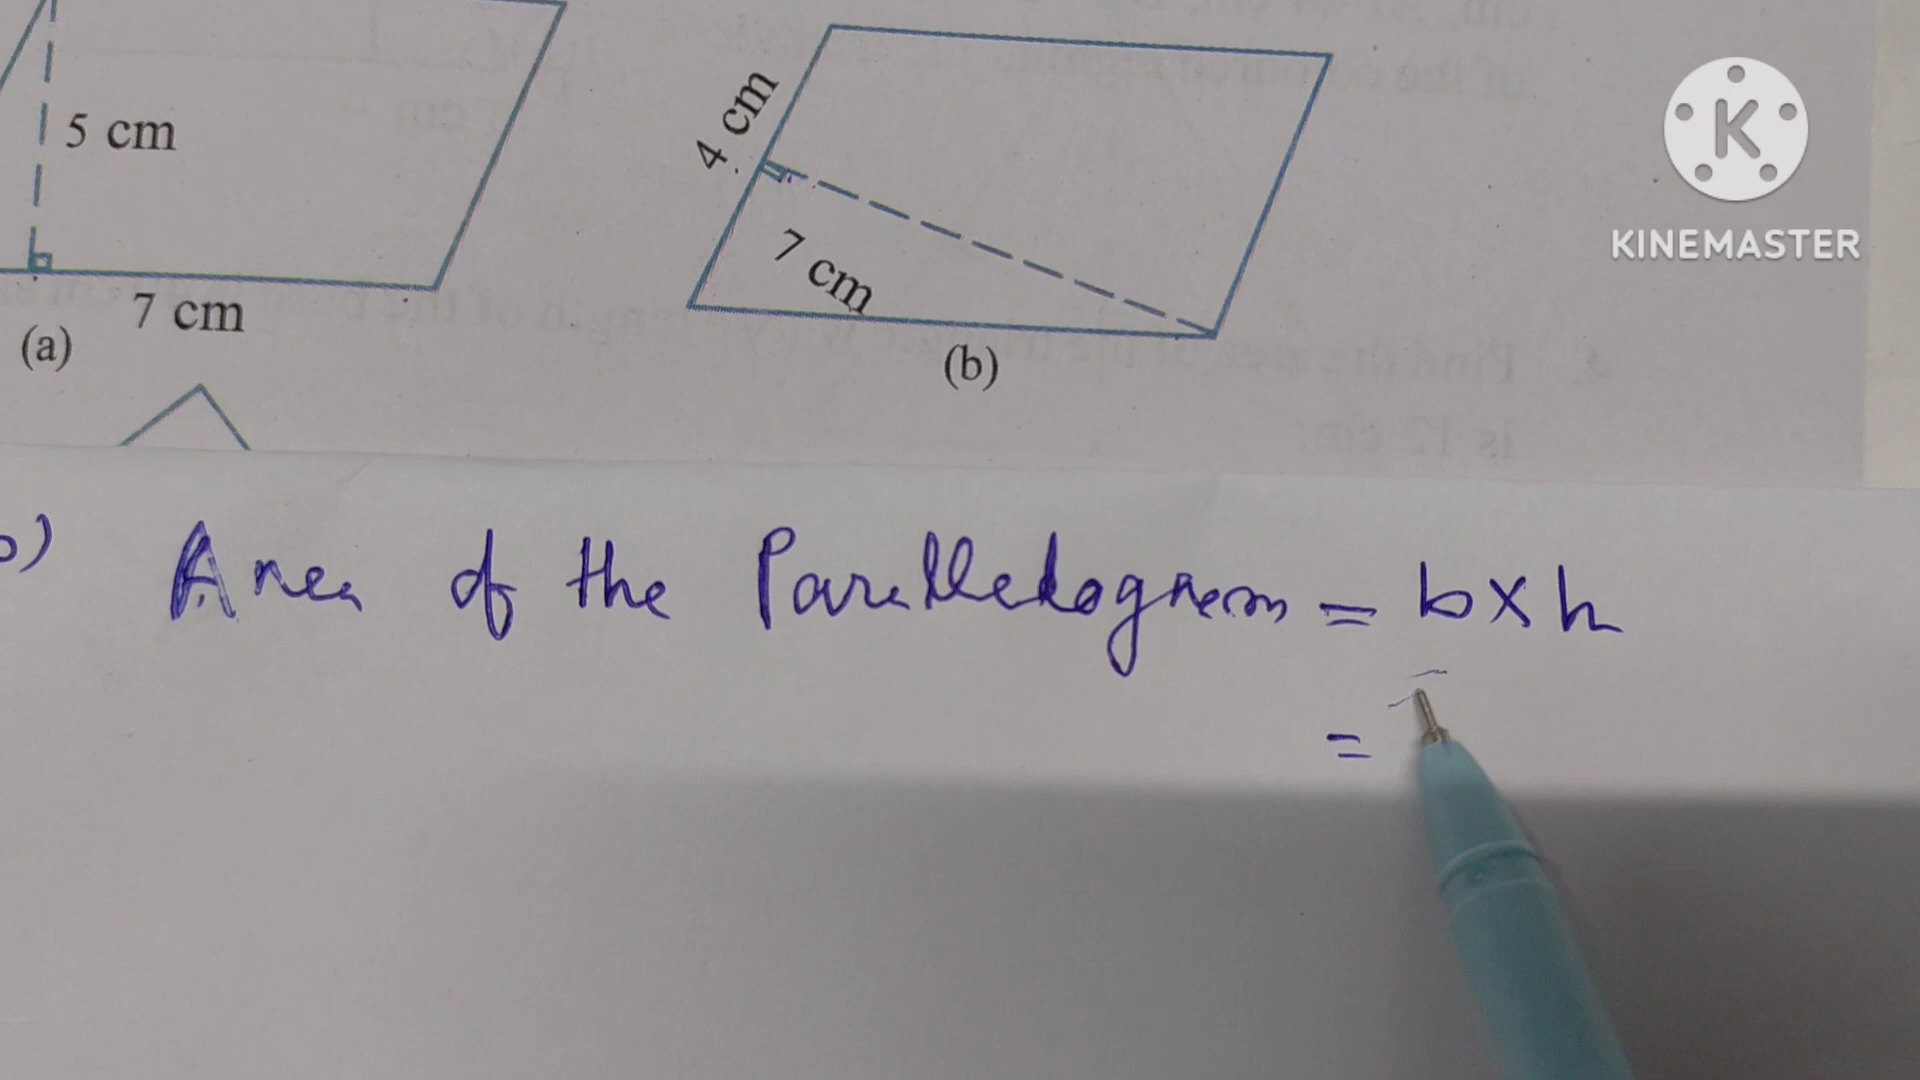 5 cm
7 cm
(a)
4 cm
7 cm
(b)
KINEMASTER
Area of the Parallelogram = b x h
=